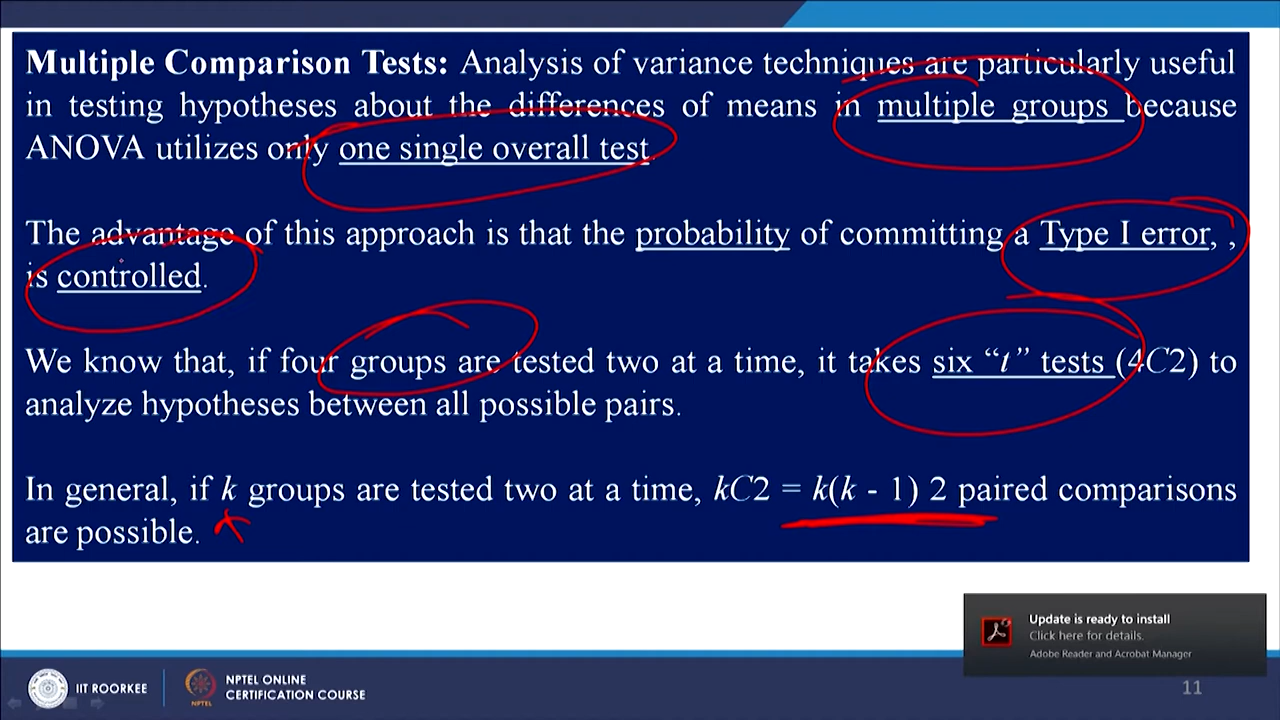 Multiple Comparison Tests: Analysis of variance techniques are particularly useful
in testing hypotheses about the differences of means in multiple groups because
ANOVA utilizes only one single overall test.
The advantage of this approach is that the probability of committing a Type I error, ,
is controlled.
We know that, if four groups are tested two at a time, it takes six “t” tests (4C2) to
analyze hypotheses between all possible pairs.
In general, if k groups are tested two at a time, kC2 = k(k - 1) 2 paired comparisons
are possible.
Update is ready to install
Click here for details.
Adobe Reader and Acrobat Manager
IIT ROORKEE
NPTEL ONLINE
CERTIFICATION COURSE
NPTEL
11